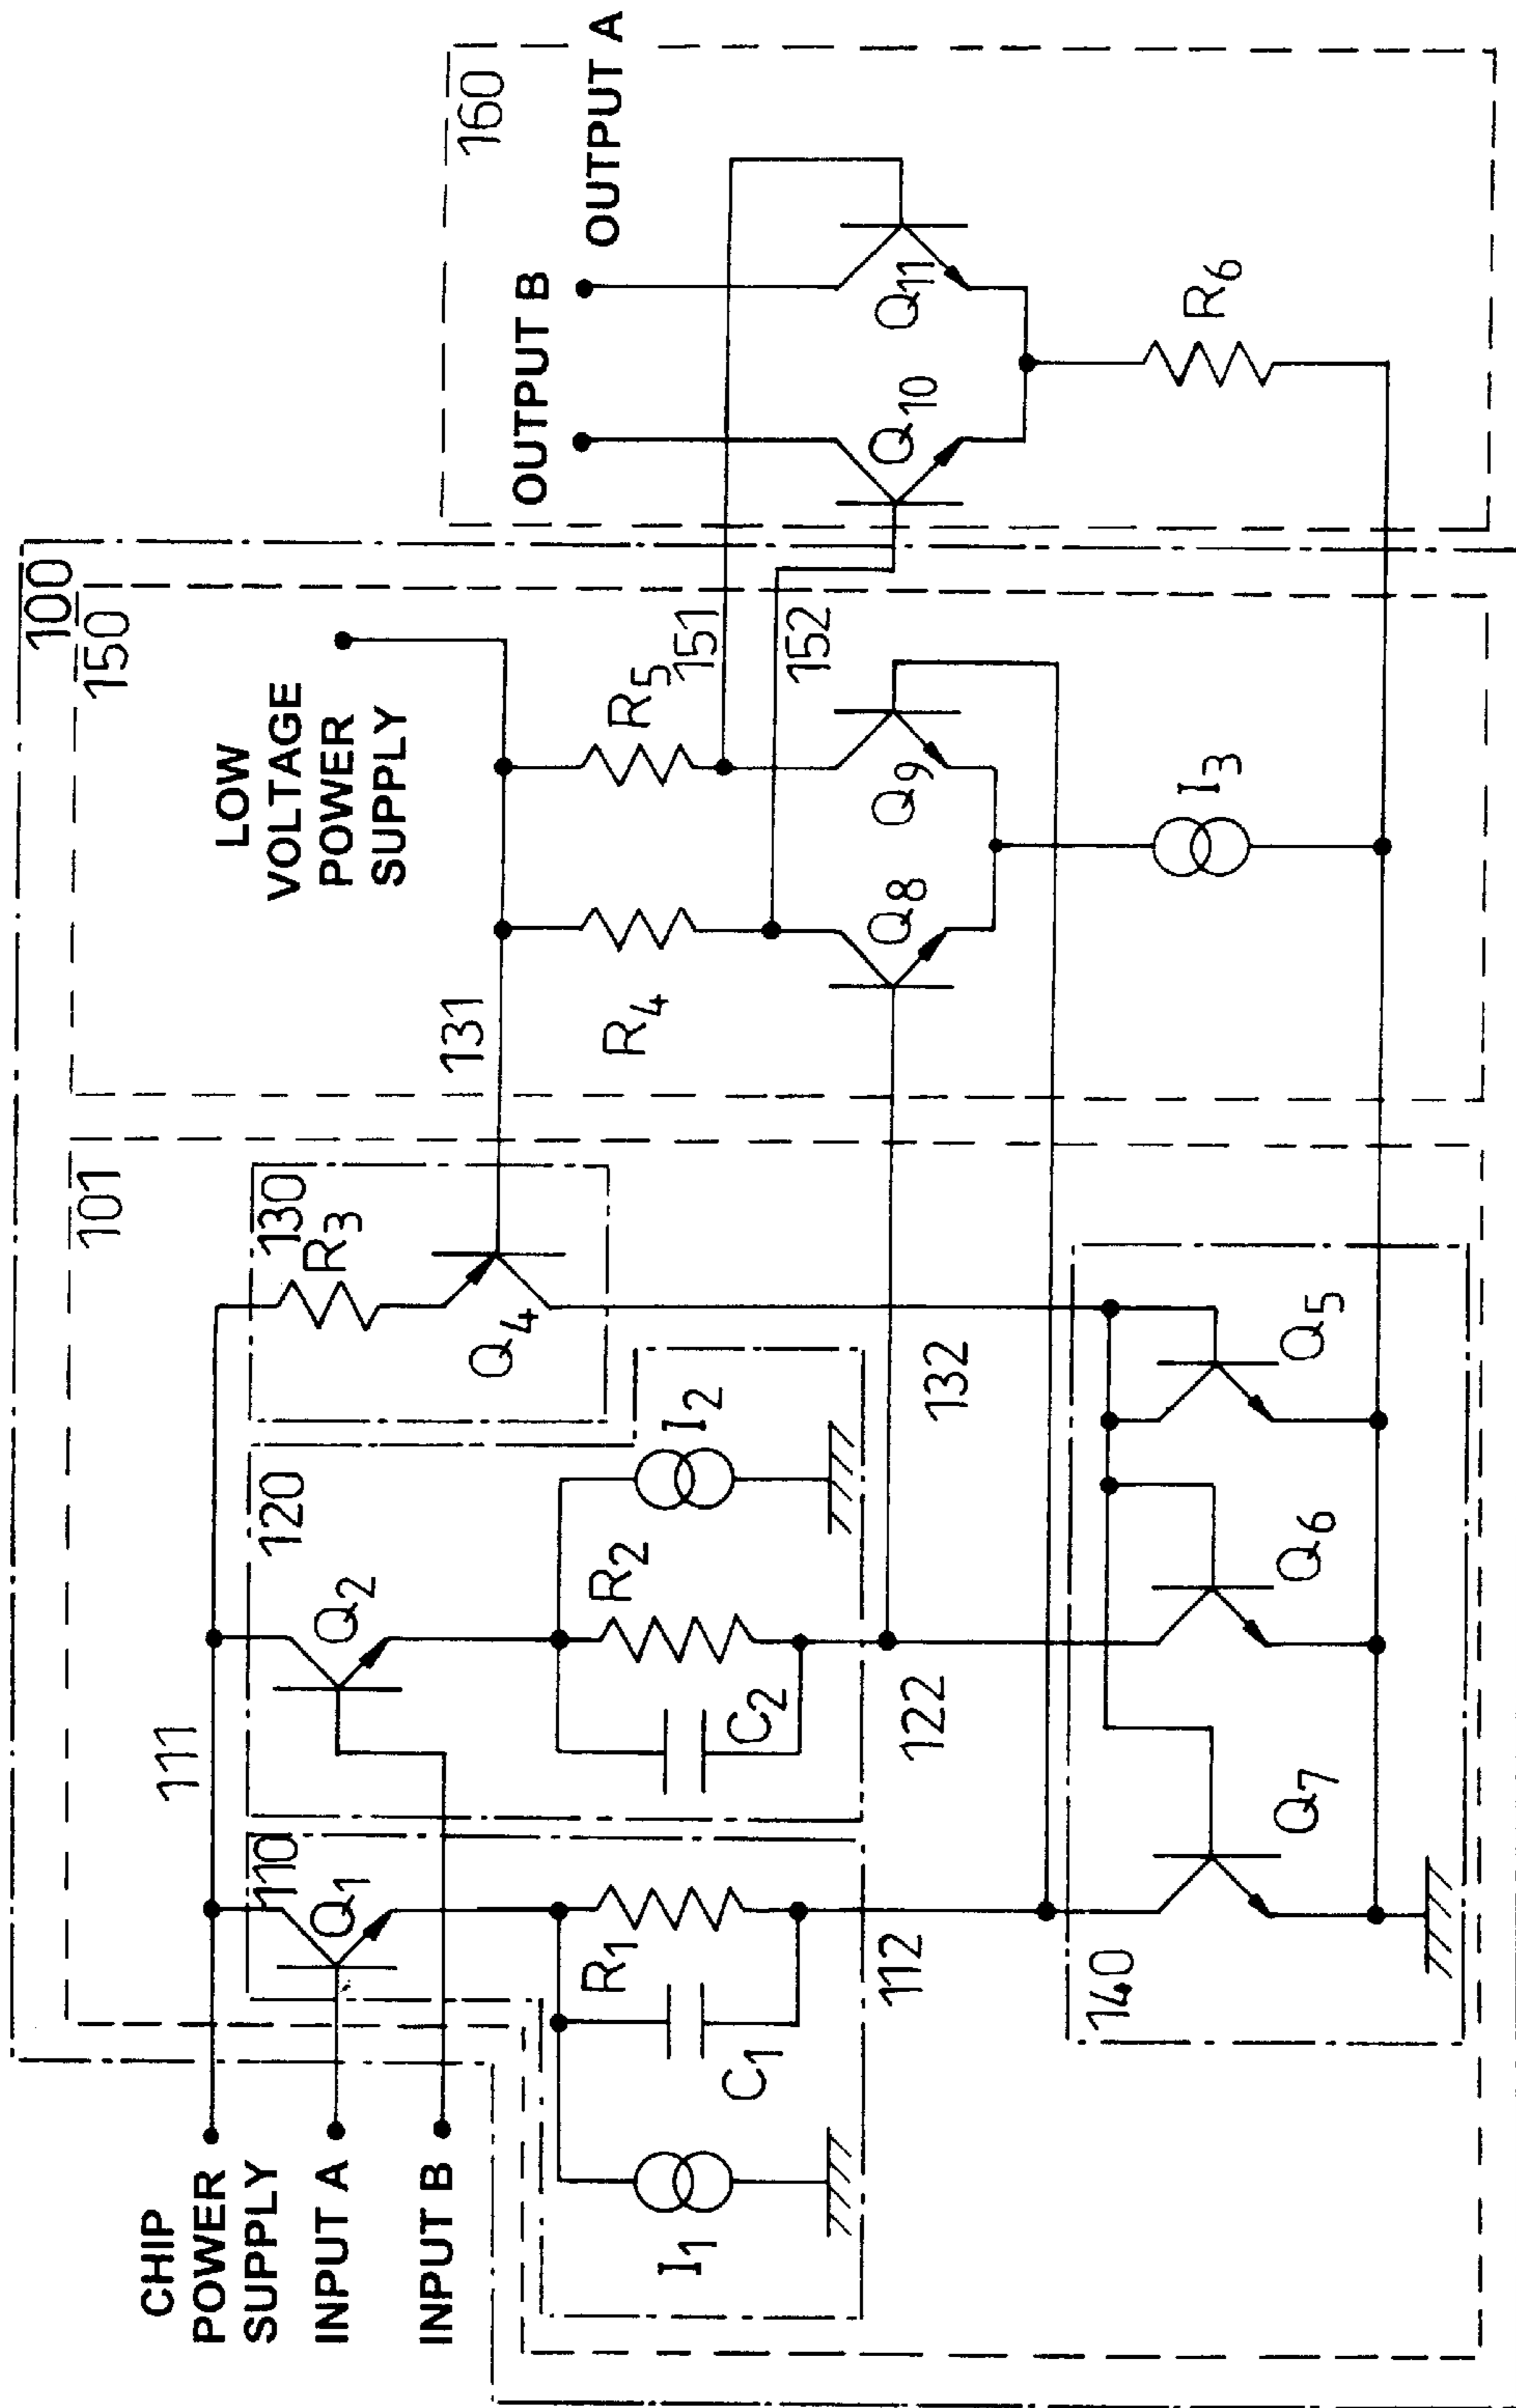 CHIP
POWER
SUPPLY
INPUT A
INPUT B
111
101
110
Q1
R1
C1
I1
112
120
Q2
R2
C2
I2
122
130
R3
Q4
132
140
Q7
Q6
Q5
100
150
LOW
VOLTAGE
POWER
SUPPLY
131
R4
R5
151
152
Q8
Q9
I3
160
OUTPUT B
OUTPUT A
Q10
Q11
R6